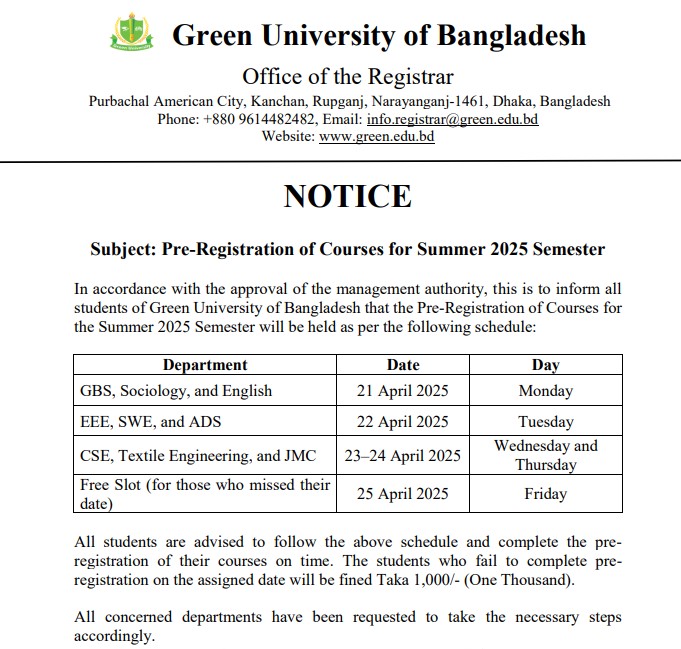 Green University of Bangladesh
Office of the Registrar
Purbachal American City, Kanchan, Rupganj, Narayanganj-1461, Dhaka, Bangladesh
Phone: +880 9614482482, Email: info.registrar@green.edu.bd
Website: www.green.edu.bd
NOTICE
Subject: Pre-Registration of Courses for Summer 2025 Semester
In accordance with the approval of the management authority, this is to inform all
students of Green University of Bangladesh that the Pre-Registration of Courses for
the Summer 2025 Semester will be held as per the following schedule:
Department Date Day
GBS, Sociology, and English 21 April 2025 Monday
EEE, SWE, and ADS 22 April 2025 Tuesday
CSE, Textile Engineering, and JMC 23–24 April 2025 Wednesday and
Thursday
Free Slot (for those who missed their
date) 25 April 2025 Friday
All students are advised to follow the above schedule and complete the pre-
registration of their courses on time. The students who fail to complete pre-
registration on the assigned date will be fined Taka 1,000/- (One Thousand).
All concerned departments have been requested to take the necessary steps
accordingly.